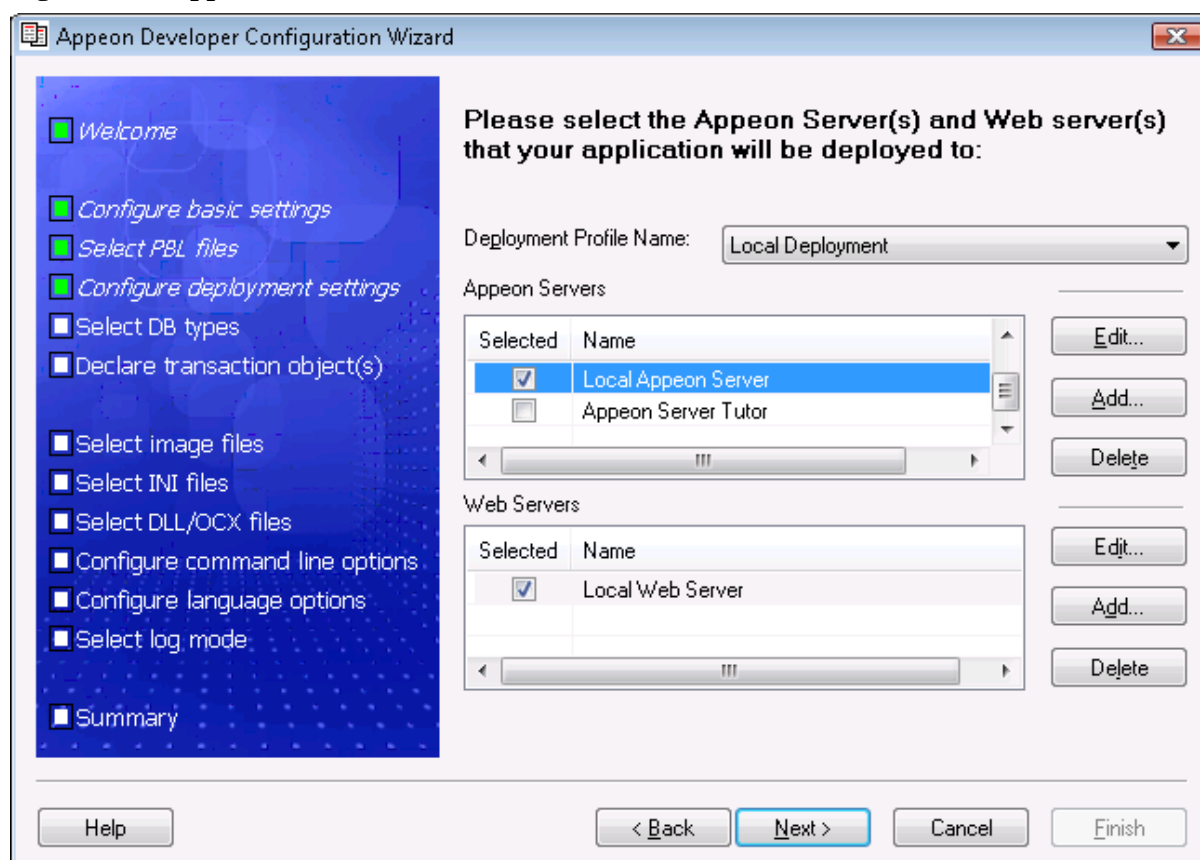 Appeon Developer Configuration Wizard
Welcome
Configure basic settings
Select PBL files
Configure deployment settings
Select DB types
Declare transaction object(s)
Select image files
Select INI files
Select DLL/OCX files
Configure command line options
Configure language options
Select log mode
Summary
Please select the Appeon Server(s) and Web server(s)
that your application will be deployed to:
Deployment Profile Name: Local Deployment
Appeon Servers
Selected Name
Local Appeon Server
Appeon Server Tutor
Edit...
Add...
Delete
Web Servers
Selected Name
Local Web Server
Edit...
Add...
Delete
Help
< Back
Next >
Cancel
Finish